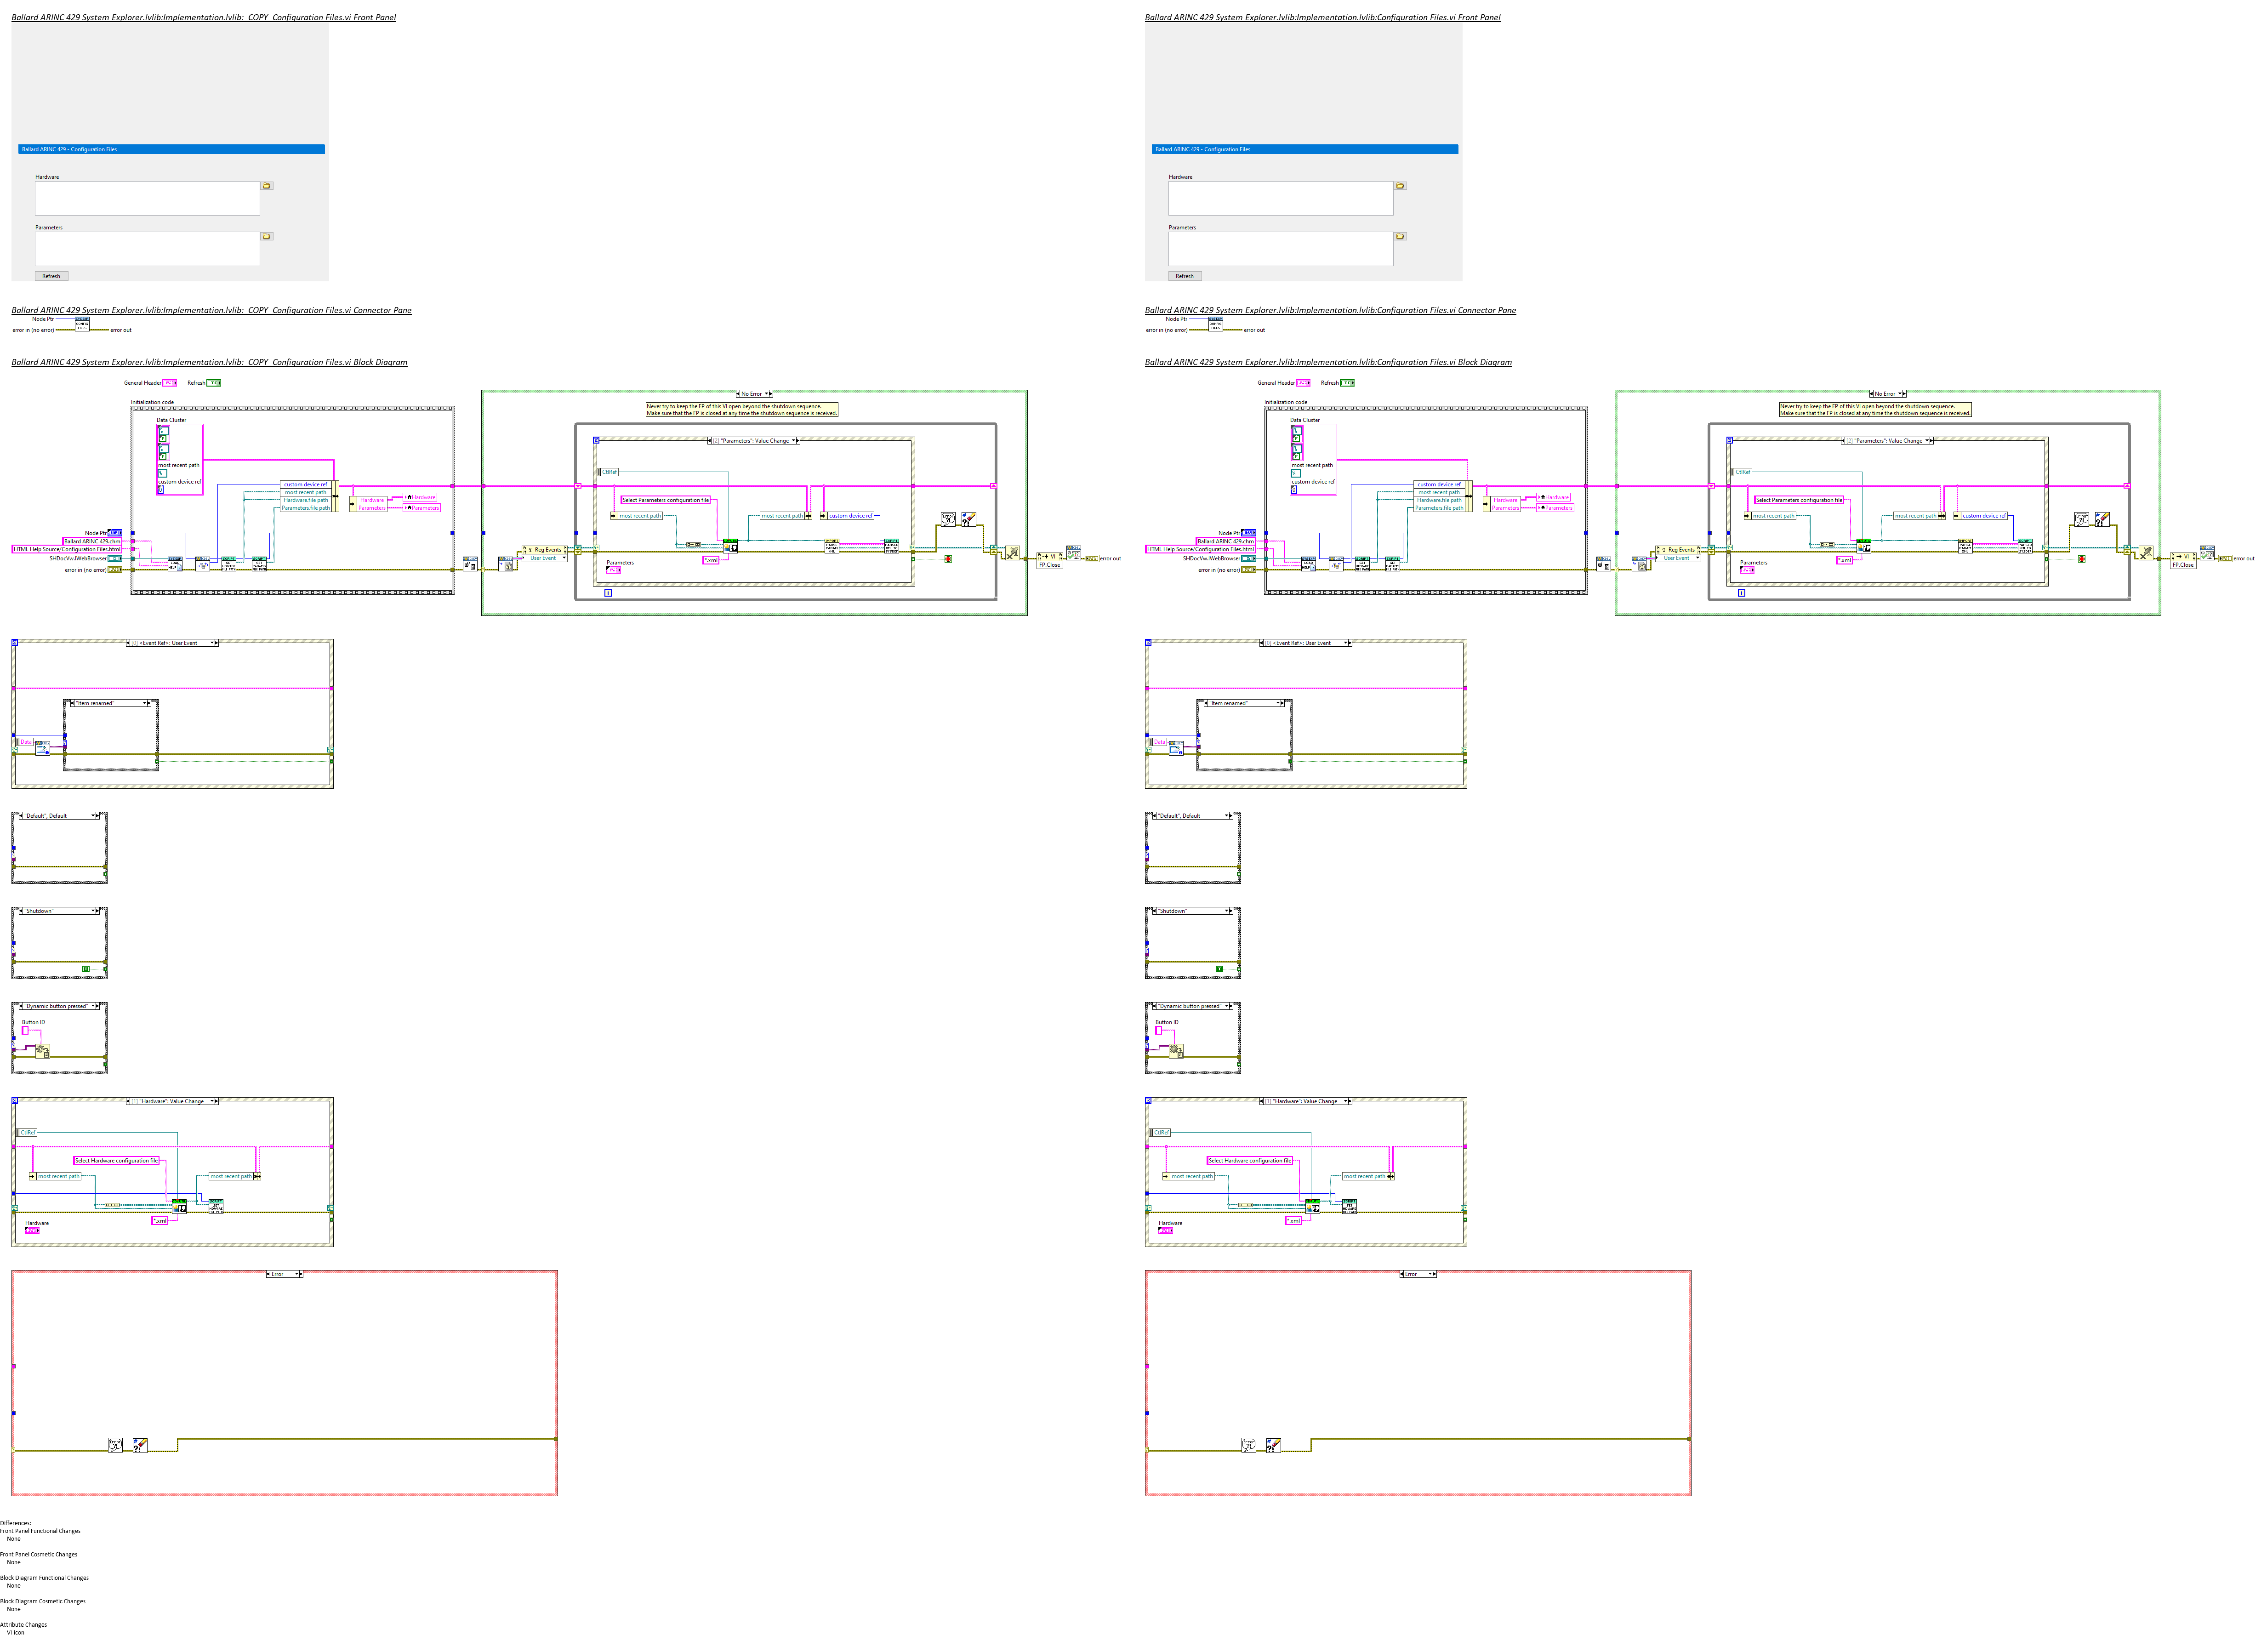 Ballard ARINC 429 System Explorer.lvlib:Implementation.lvlib:_COPY_Configuration Files.vi Front Panel
Ballard ARINC 429 - Configuration Files
Hardware
Parameters
Refresh
Ballard ARINC 429 System Explorer.lvlib:Implementation.lvlib:_COPY_Configuration Files.vi Connector Pane
Node Ptr
error in (no error)
error out
Ballard ARINC 429 System Explorer.lvlib:Implementation.lvlib:_COPY_Configuration Files.vi Block Diagram
General Header
Refresh
Initialization code
Data Cluster
most recent path
custom device ref
custom device ref
most recent path
Hardware.file path
Parameters.file path
Hardware
Parameters
Hardware
Parameters
Node Ptr
Ballard ARINC 429.chm
HTML Help Source/Configuration Files.html
SHDocVw.IWebBrowser
error in (no error)
No Error
Never try to keep the FP of this VI open beyond the shutdown sequence.
Make sure that the FP is closed at any time the shutdown sequence is received.
[2] "Parameters": Value Change
CtlRef
Select Parameters configuration file
most recent path
most recent path
custom device ref
*.xml
Parameters
Reg Events
User Event
VI
FP.Close
error out
[0] <Event Ref>: User Event
"Item renamed"
Data
"Default", Default
"Shutdown"
"Dynamic button pressed"
Button ID
[1] "Hardware": Value Change
CtlRef
Select Hardware configuration file
most recent path
most recent path
*.xml
Hardware
Error
Differences:
Front Panel Functional Changes
None
Front Panel Cosmetic Changes
None
Block Diagram Functional Changes
None
Block Diagram Cosmetic Changes
None
Attribute Changes
VI icon
Ballard ARINC 429 System Explorer.lvlib:Implementation.lvlib:Configuration Files.vi Front Panel
Ballard ARINC 429 - Configuration Files
Hardware
Parameters
Refresh
Ballard ARINC 429 System Explorer.lvlib:Implementation.lvlib:Configuration Files.vi Connector Pane
Node Ptr
error in (no error)
error out
Ballard ARINC 429 System Explorer.lvlib:Implementation.lvlib:Configuration Files.vi Block Diagram
General Header
Refresh
Initialization code
Data Cluster
most recent path
custom device ref
custom device ref
most recent path
Hardware.file path
Parameters.file path
Hardware
Parameters
Hardware
Parameters
Node Ptr
Ballard ARINC 429.chm
HTML Help Source/Configuration Files.html
SHDocVw.IWebBrowser
error in (no error)
No Error
Never try to keep the FP of this VI open beyond the shutdown sequence.
Make sure that the FP is closed at any time the shutdown sequence is received.
[2] "Parameters": Value Change
CtlRef
Select Parameters configuration file
most recent path
most recent path
custom device ref
*.xml
Parameters
Reg Events
User Event
VI
FP.Close
error out
[0] <Event Ref>: User Event
"Item renamed"
Data
"Default", Default
"Shutdown"
"Dynamic button pressed"
Button ID
[1] "Hardware": Value Change
CtlRef
Select Hardware configuration file
most recent path
most recent path
*.xml
Hardware
Error